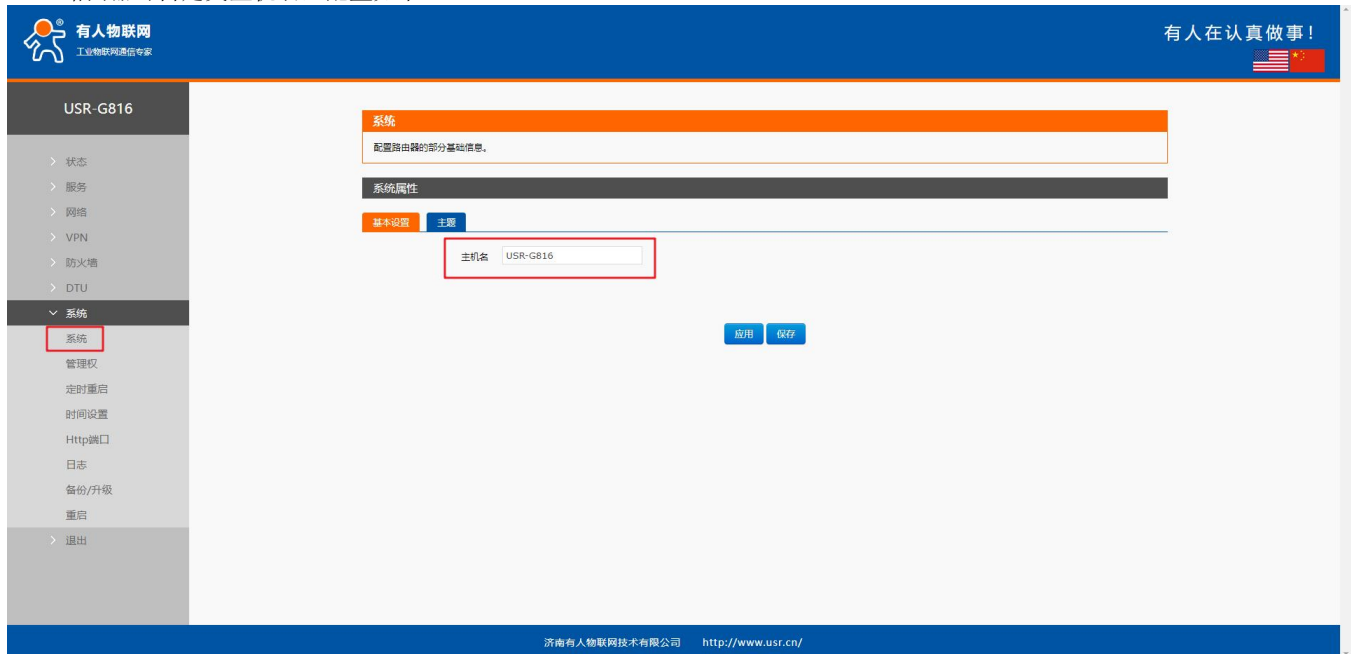 有人物联网
工业物联网通信专家
有人在认真做事！
USR-G816
状态
服务
网络
VPN
防火墙
DTU
系统
系统
管理权
定时重启
时间设置
Http端口
日志
备份/升级
重启
退出
系统
配置路由器的部分基础信息。
系统属性
基本设置 主题
主机名 USR-G816
应用 保存
济南有人物联网技术有限公司 http://www.usr.cn/